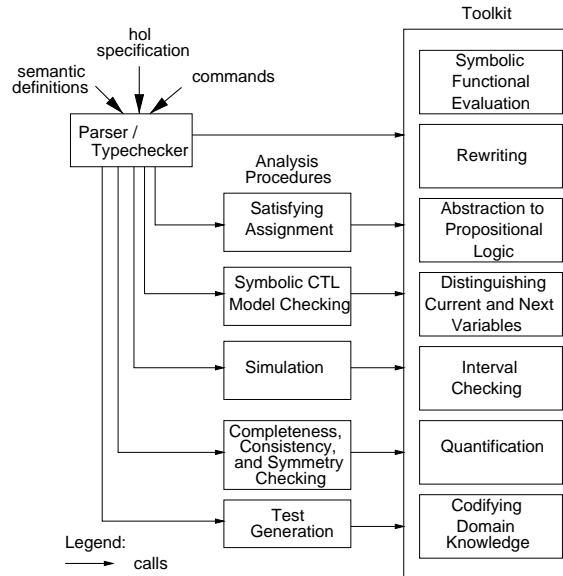 Toolkit
hol
specification
semantic
definitions
commands
Parser /
Typechecker
Analysis
Procedures
Satisfying
Assignment
Symbolic CTL
Model Checking
Simulation
Completeness,
Consistency,
and Symmetry
Checking
Test
Generation
Symbolic
Functional
Evaluation
Rewriting
Abstraction to
Propositional
Logic
Distinguishing
Current and Next
Variables
Interval
Checking
Quantification
Codifying
Domain
Knowledge
Legend:
calls